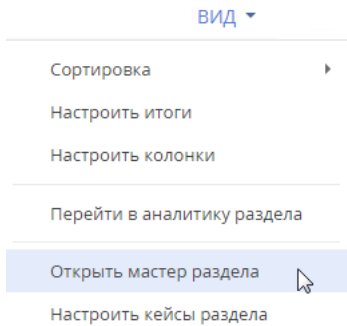 ВИД
Сортировка
Настроить итоги
Настроить колонки
Перейти в аналитику раздела
Открыть мастер раздела
Настроить кейсы раздела